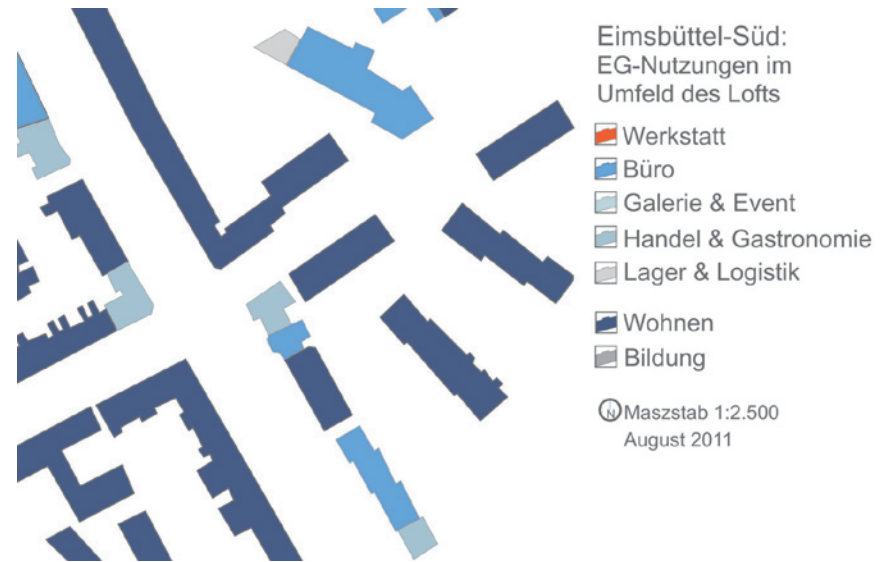 Eimsbüttel-Süd:
EG-Nutzungen im
Umfeld des Lofts
Werkstatt
Büro
Galerie & Event
Handel & Gastronomie
Lager & Logistik
Wohnen
Bildung
N
Maszstab 1:2.500
August 2011